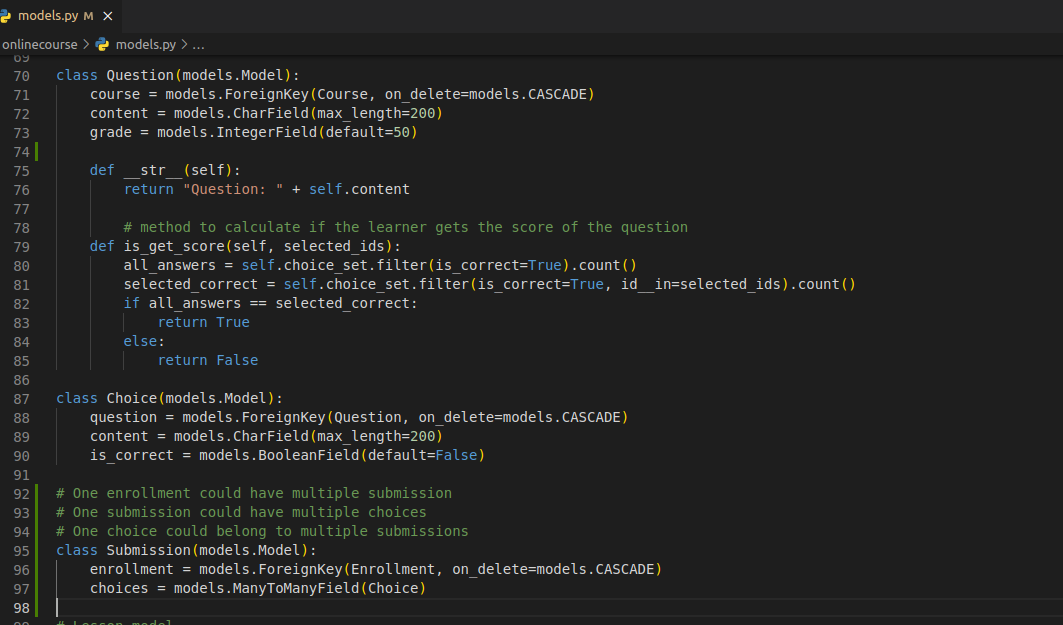 models.py M
onlinecourse > models.py > ...
69
70 class Question(models.Model):
71     course = models.ForeignKey(Course, on_delete=models.CASCADE)
72     content = models.CharField(max_length=200)
73     grade = models.IntegerField(default=50)
74
75     def __str__(self):
76         return "Question: " + self.content
77
78         # method to calculate if the learner gets the score of the question
79     def is_get_score(self, selected_ids):
80         all_answers = self.choice_set.filter(is_correct=True).count()
81         selected_correct = self.choice_set.filter(is_correct=True, id__in=selected_ids).count()
82         if all_answers == selected_correct:
83             return True
84         else:
85             return False
86
87 class Choice(models.Model):
88     question = models.ForeignKey(Question, on_delete=models.CASCADE)
89     content = models.CharField(max_length=200)
90     is_correct = models.BooleanField(default=False)
91
92 # One enrollment could have multiple submission
93 # One submission could have multiple choices
94 # One choice could belong to multiple submissions
95 class Submission(models.Model):
96     enrollment = models.ForeignKey(Enrollment, on_delete=models.CASCADE)
97     choices = models.ManyToManyField(Choice)
98
99 # Lesson model